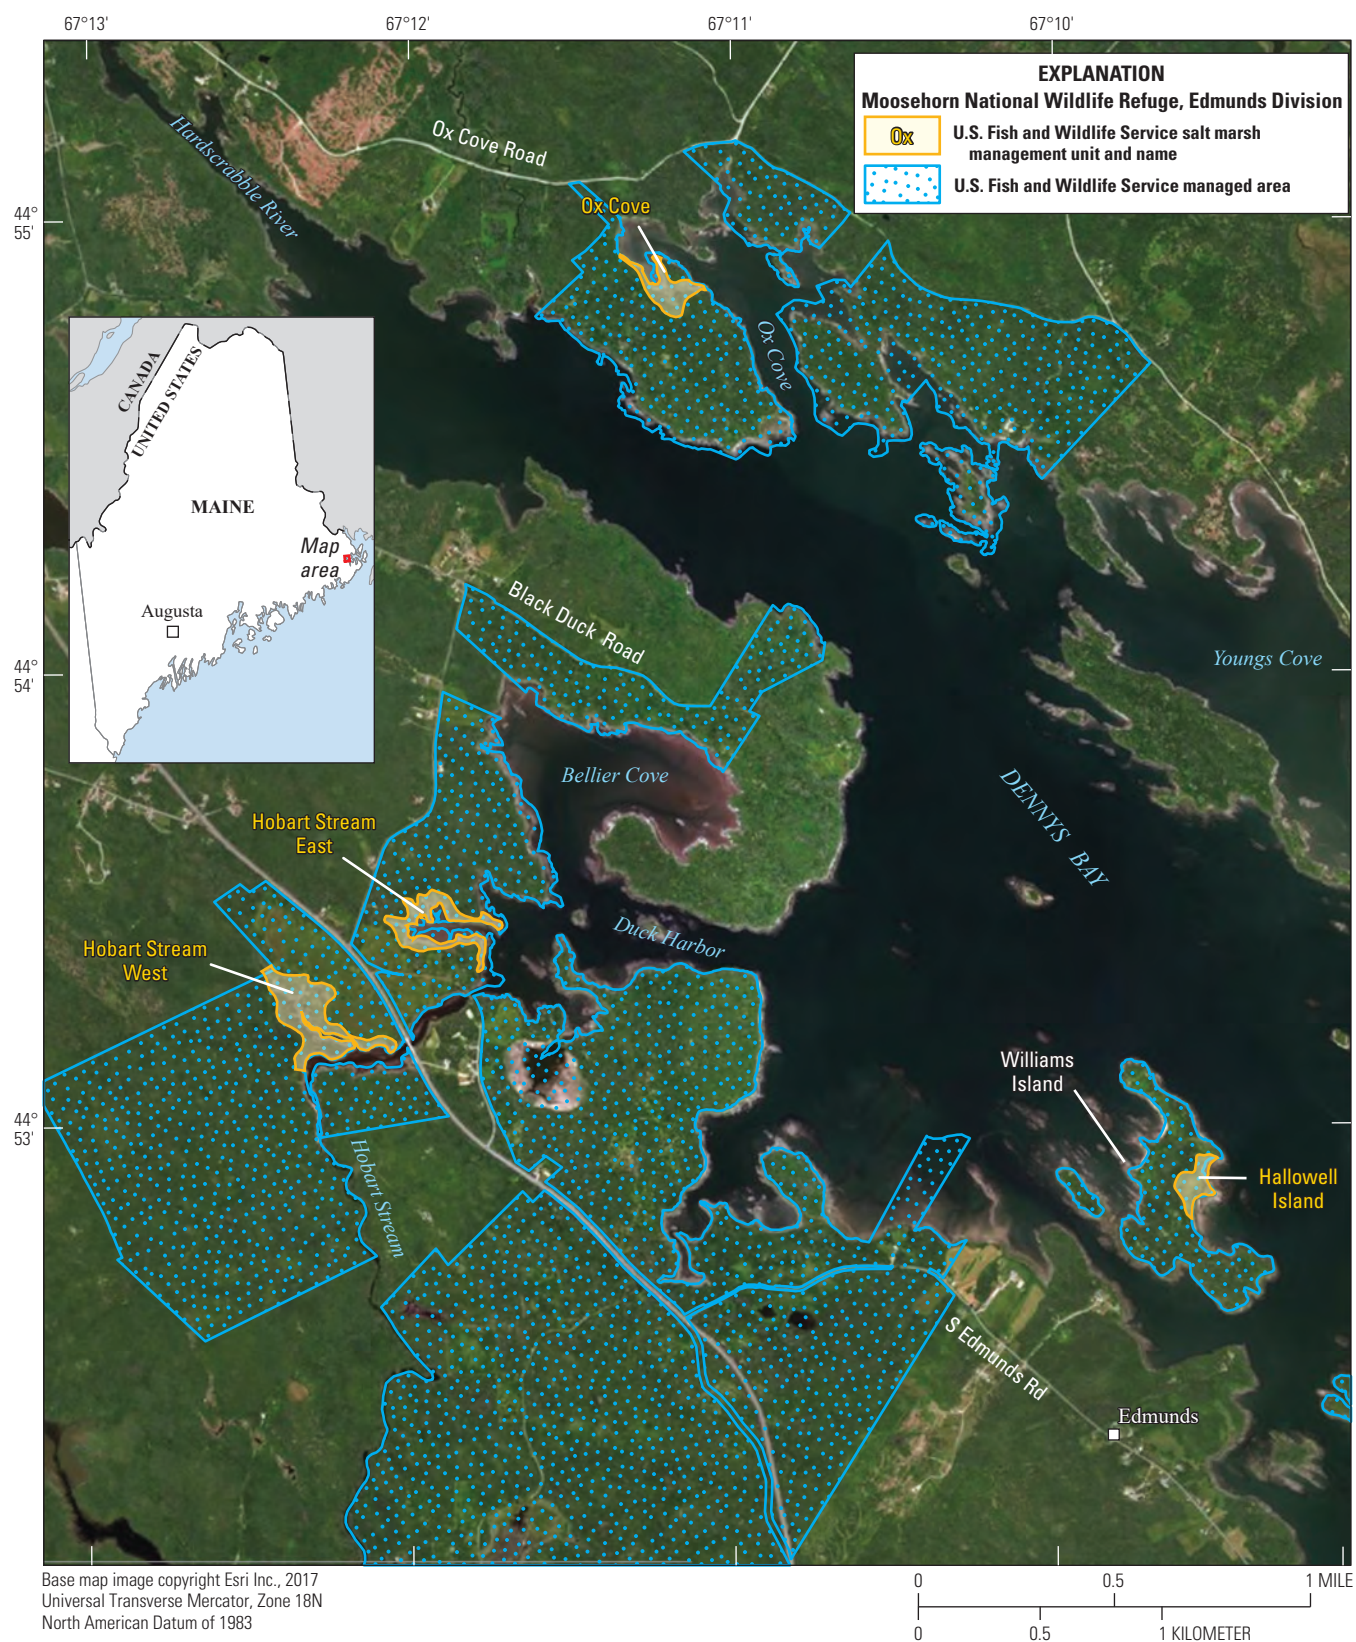 67°13'
67°12'
67°11'
67°10'
EXPLANATION
Moosehorn National Wildlife Refuge, Edmunds Division
Ox
U.S. Fish and Wildlife Service salt marsh
management unit and name
U.S. Fish and Wildlife Service managed area
Ox Cove Road
Hardscrabble River
Ox Cove
44°
55'
Ox Cove
CANADA
UNITED STATES
MAINE
Map
area
Augusta
Black Duck Road
Youngs Cove
44°
54'
Bellier Cove
DENNYS BAY
Hobart Stream
East
Duck Harbor
Hobart Stream
West
Williams
Island
44°
53'
Hobart Stream
Hallowell
Island
S Edmunds Rd
Edmunds
Base map image copyright Esri Inc., 2017
Universal Transverse Mercator, Zone 18N
North American Datum of 1983
0 0.5 1 MILE
0 0.5 1 KILOMETER